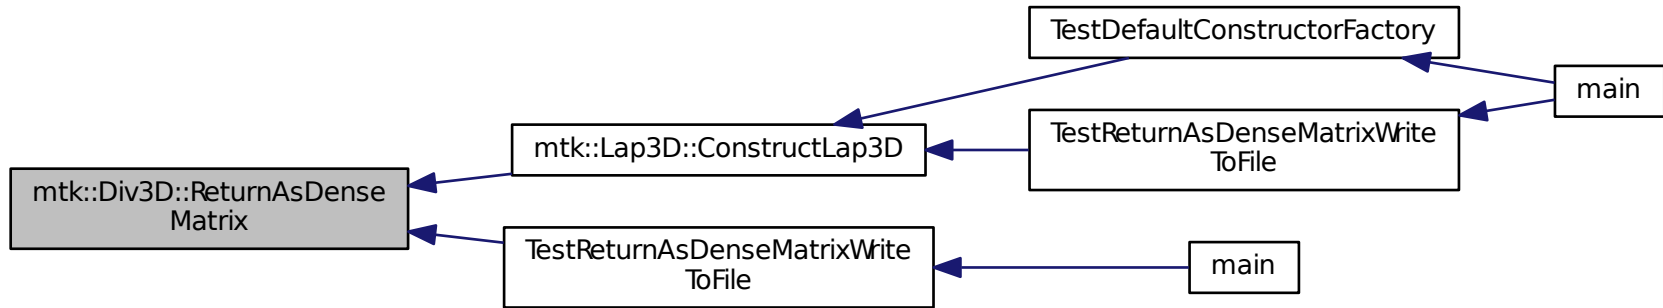 TestDefaultConstructorFactory
main
TestReturnAsDenseMatrixWrite
ToFile
mtk::Lap3D::ConstructLap3D
mtk::Div3D::ReturnAsDense
Matrix
TestReturnAsDenseMatrixWrite
ToFile
main